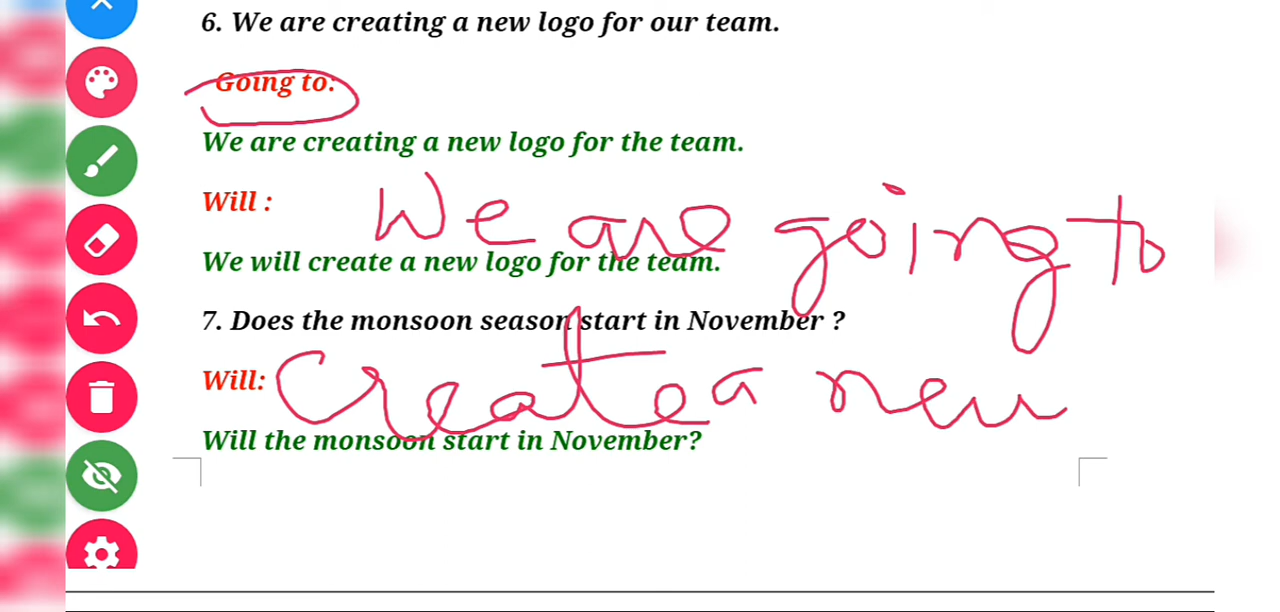 6. We are creating a new logo for our team.
Going to:
We are creating a new logo for the team.
Will :
We are going to
We will create a new logo for the team.
7. Does the monsoon season start in November ?
Will:
Create a new
Will the monsoon start in November?